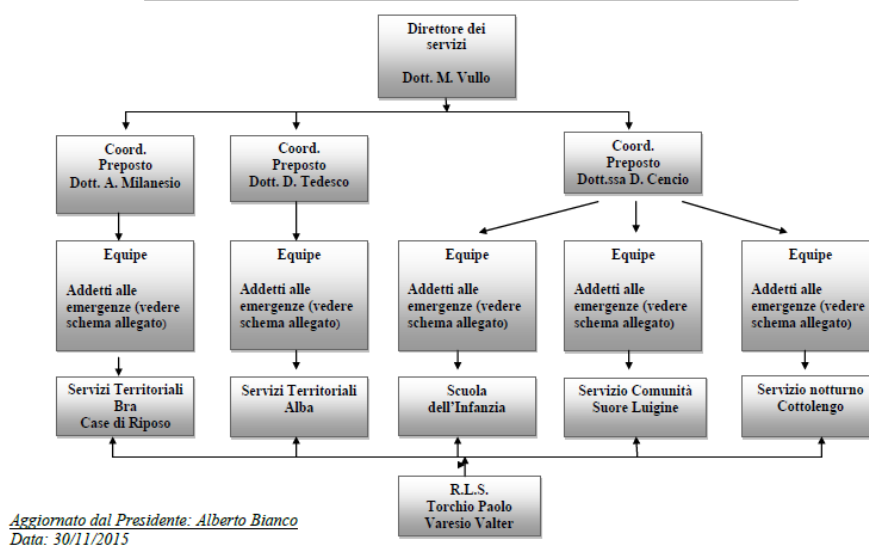 Direttore dei
servizi
Dott. M. Vullo
Coord.
Preposto
Dott. A. Milanesio
Coord.
Preposto
Dott. D. Tedesco
Coord.
Preposto
Dott.ssa D. Cencio
Equipe
Addetti alle
emergenze (vedere
schema allegato)
Equipe
Addetti alle
emergenze (vedere
schema allegato)
Equipe
Addetti alle
emergenze (vedere
schema allegato)
Equipe
Addetti alle
emergenze (vedere
schema allegato)
Equipe
Addetti alle
emergenze (vedere
schema allegato)
Servizi Territoriali
Bra
Case di Riposo
Servizi Territoriali
Alba
Scuola
dell’Infanzia
Servizio Comunità
Suore Luigine
Servizio notturno
Cottolengo
R.L.S.
Torchio Paolo
Varesio Valter
Aggiornato dal Presidente: Alberto Bianco
Data: 30/11/2015